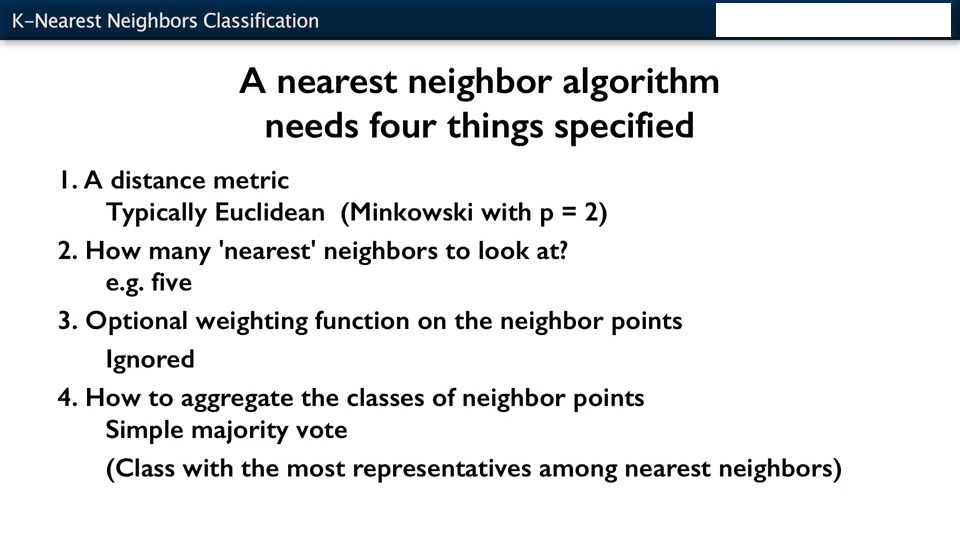 K-Nearest Neighbors Classification
A nearest neighbor algorithm
needs four things specified
1. A distance metric
Typically Euclidean (Minkowski with p = 2)
2. How many 'nearest' neighbors to look at?
e.g. five
3. Optional weighting function on the neighbor points
Ignored
4. How to aggregate the classes of neighbor points
Simple majority vote
(Class with the most representatives among nearest neighbors)